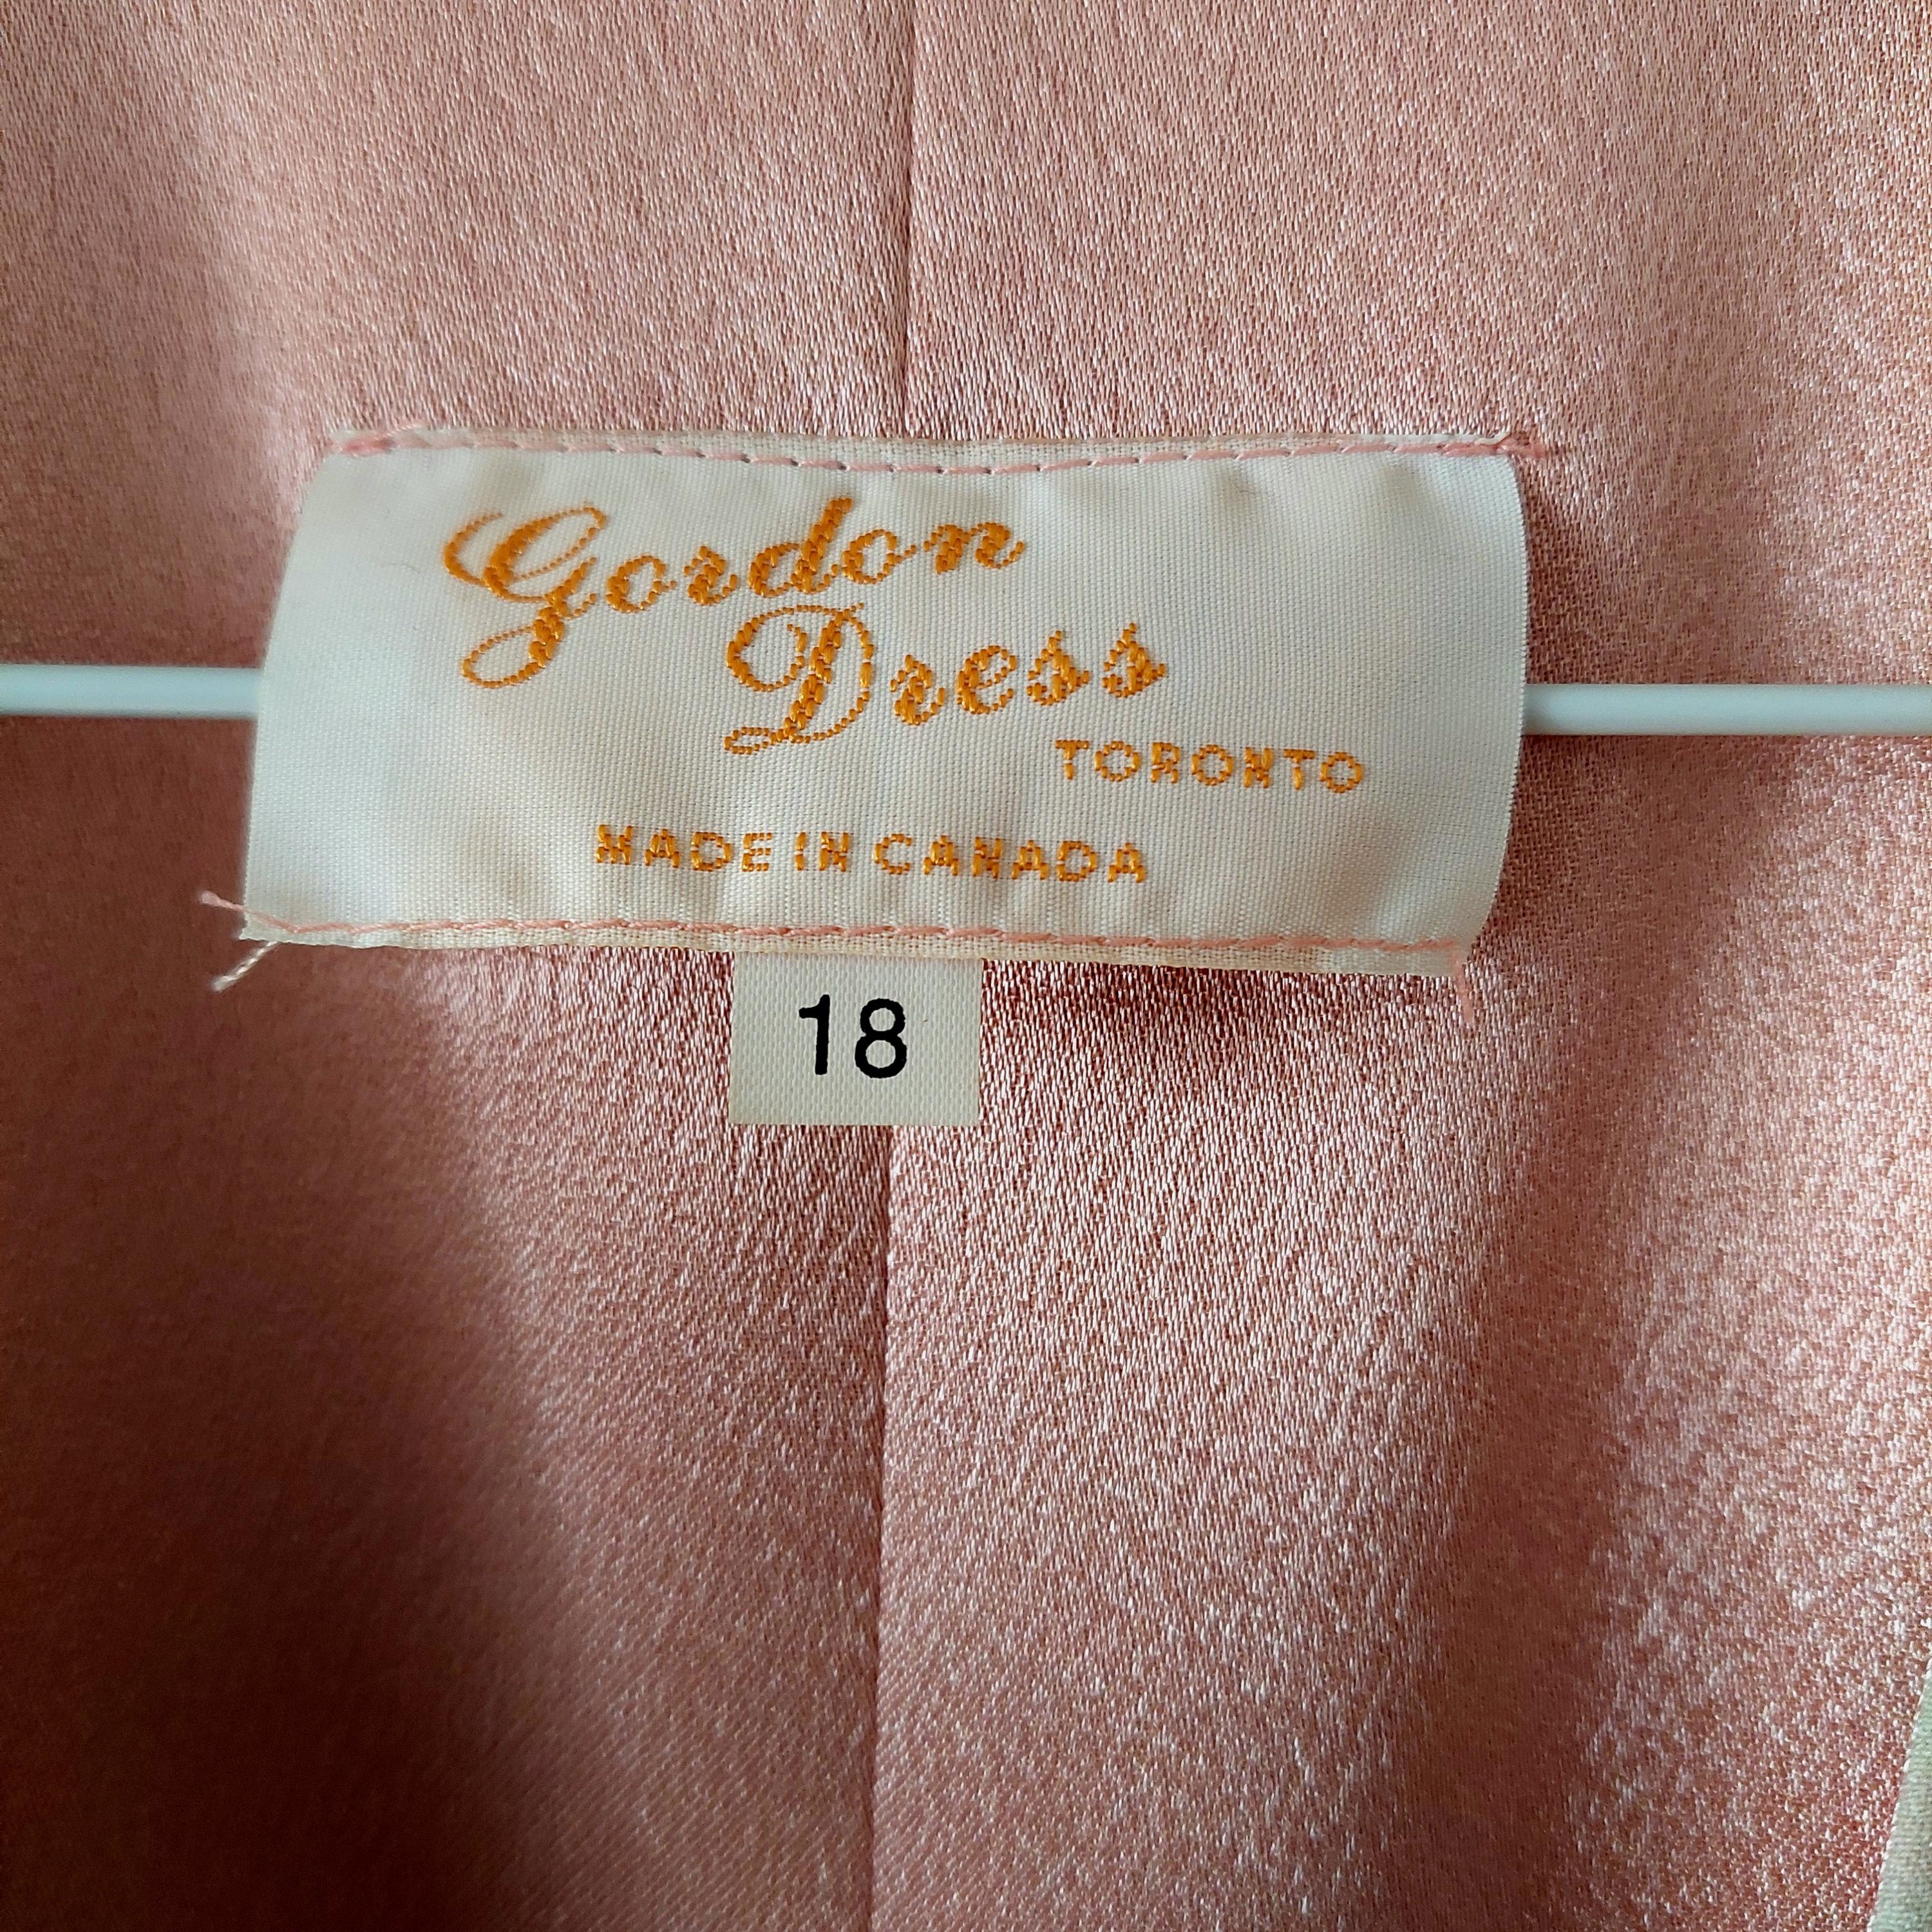 Gordon
Dress
TORONTO
MADE IN CANADA
18